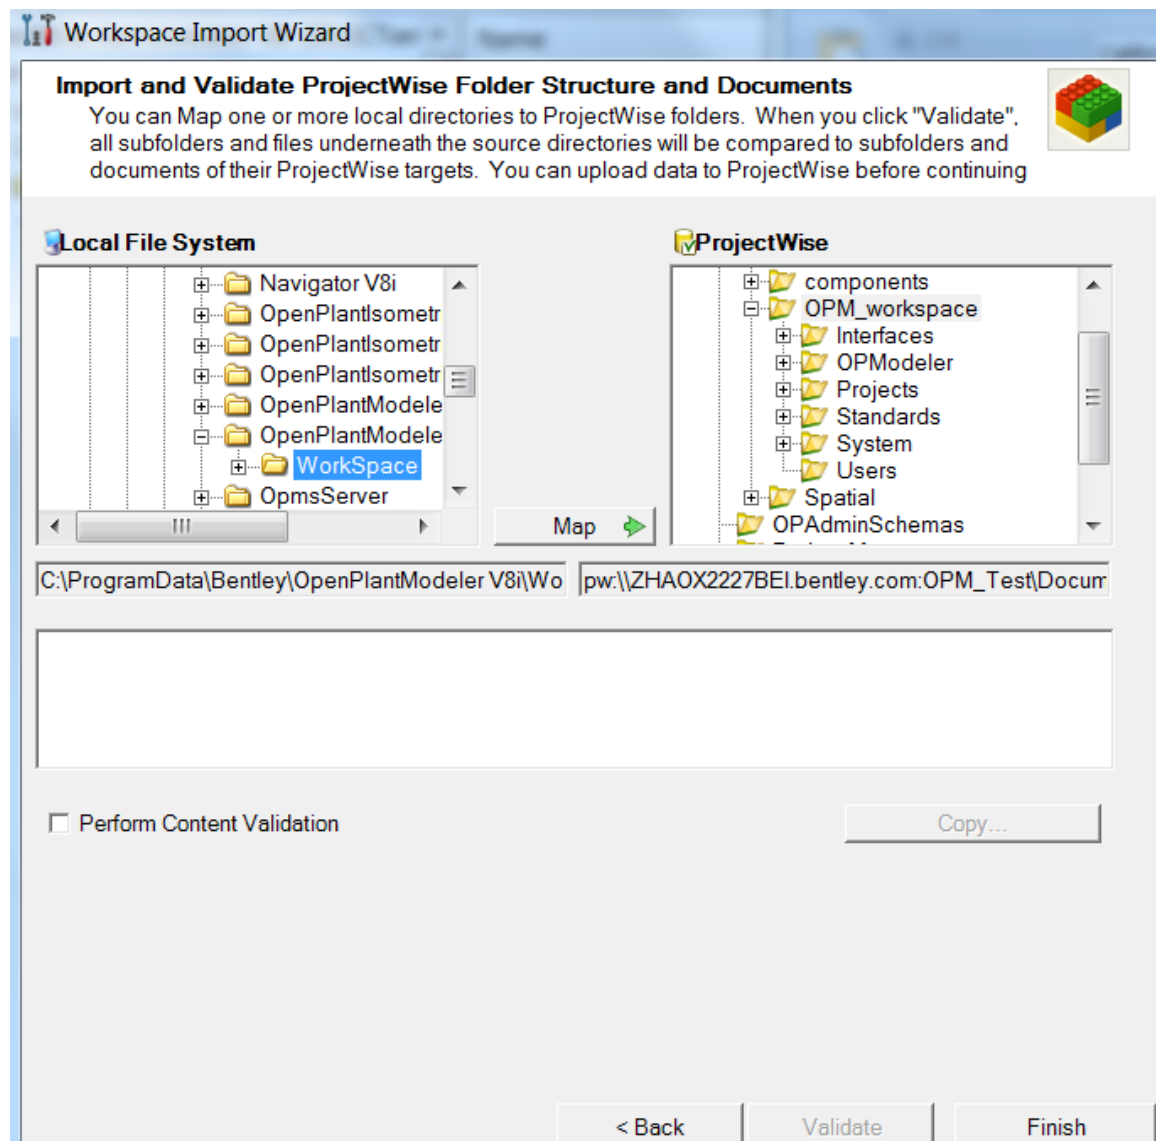 Workspace Import Wizard
Name
Import and Validate ProjectWise Folder Structure and Documents
You can Map one or more local directories to ProjectWise folders. When you click "Validate",
all subfolders and files underneath the source directories will be compared to subfolders and
documents of their ProjectWise targets. You can upload data to ProjectWise before continuing
Local File System
ProjectWise
Navigator V8i
OpenPlantIsometr
OpenPlantIsometr
OpenPlantIsometr
OpenPlantModele
OpenPlantModele
WorkSpace
OpmsServer
Map
components
OPM_workspace
Interfaces
OPModeler
Projects
Standards
System
Users
Spatial
OPAdminSchemas
C:\ProgramData\Bentley\OpenPlantModeler V8i\Wo
pw:\\ZHAOX2227BEI.bentley.com:OPM_Test\Docum
Perform Content Validation
Copy...
< Back
Validate
Finish